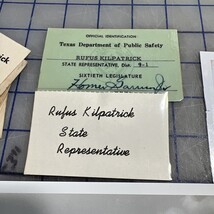 OFFICIAL IDENTIFICATION
Texas Department of Public Safety
RUFUS KILPATRICK
STATE REPRESENTATIVE, Dist 8-1
SIXTIETH LEGISLATURE
Homer Garrison Jr
Rufus Kilpatrick
State
Representative